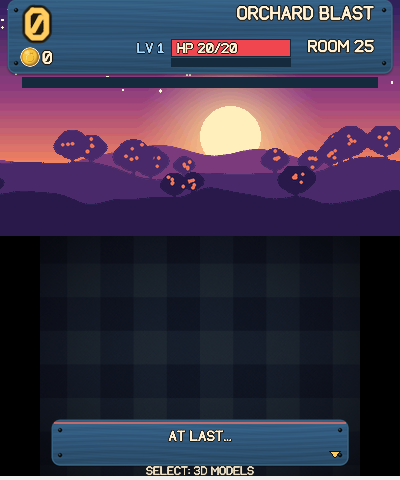 0
ORCHARD BLAST
0
LV 1
HP 20/20
ROOM 25
AT LAST...
SELECT: 3D MODELS